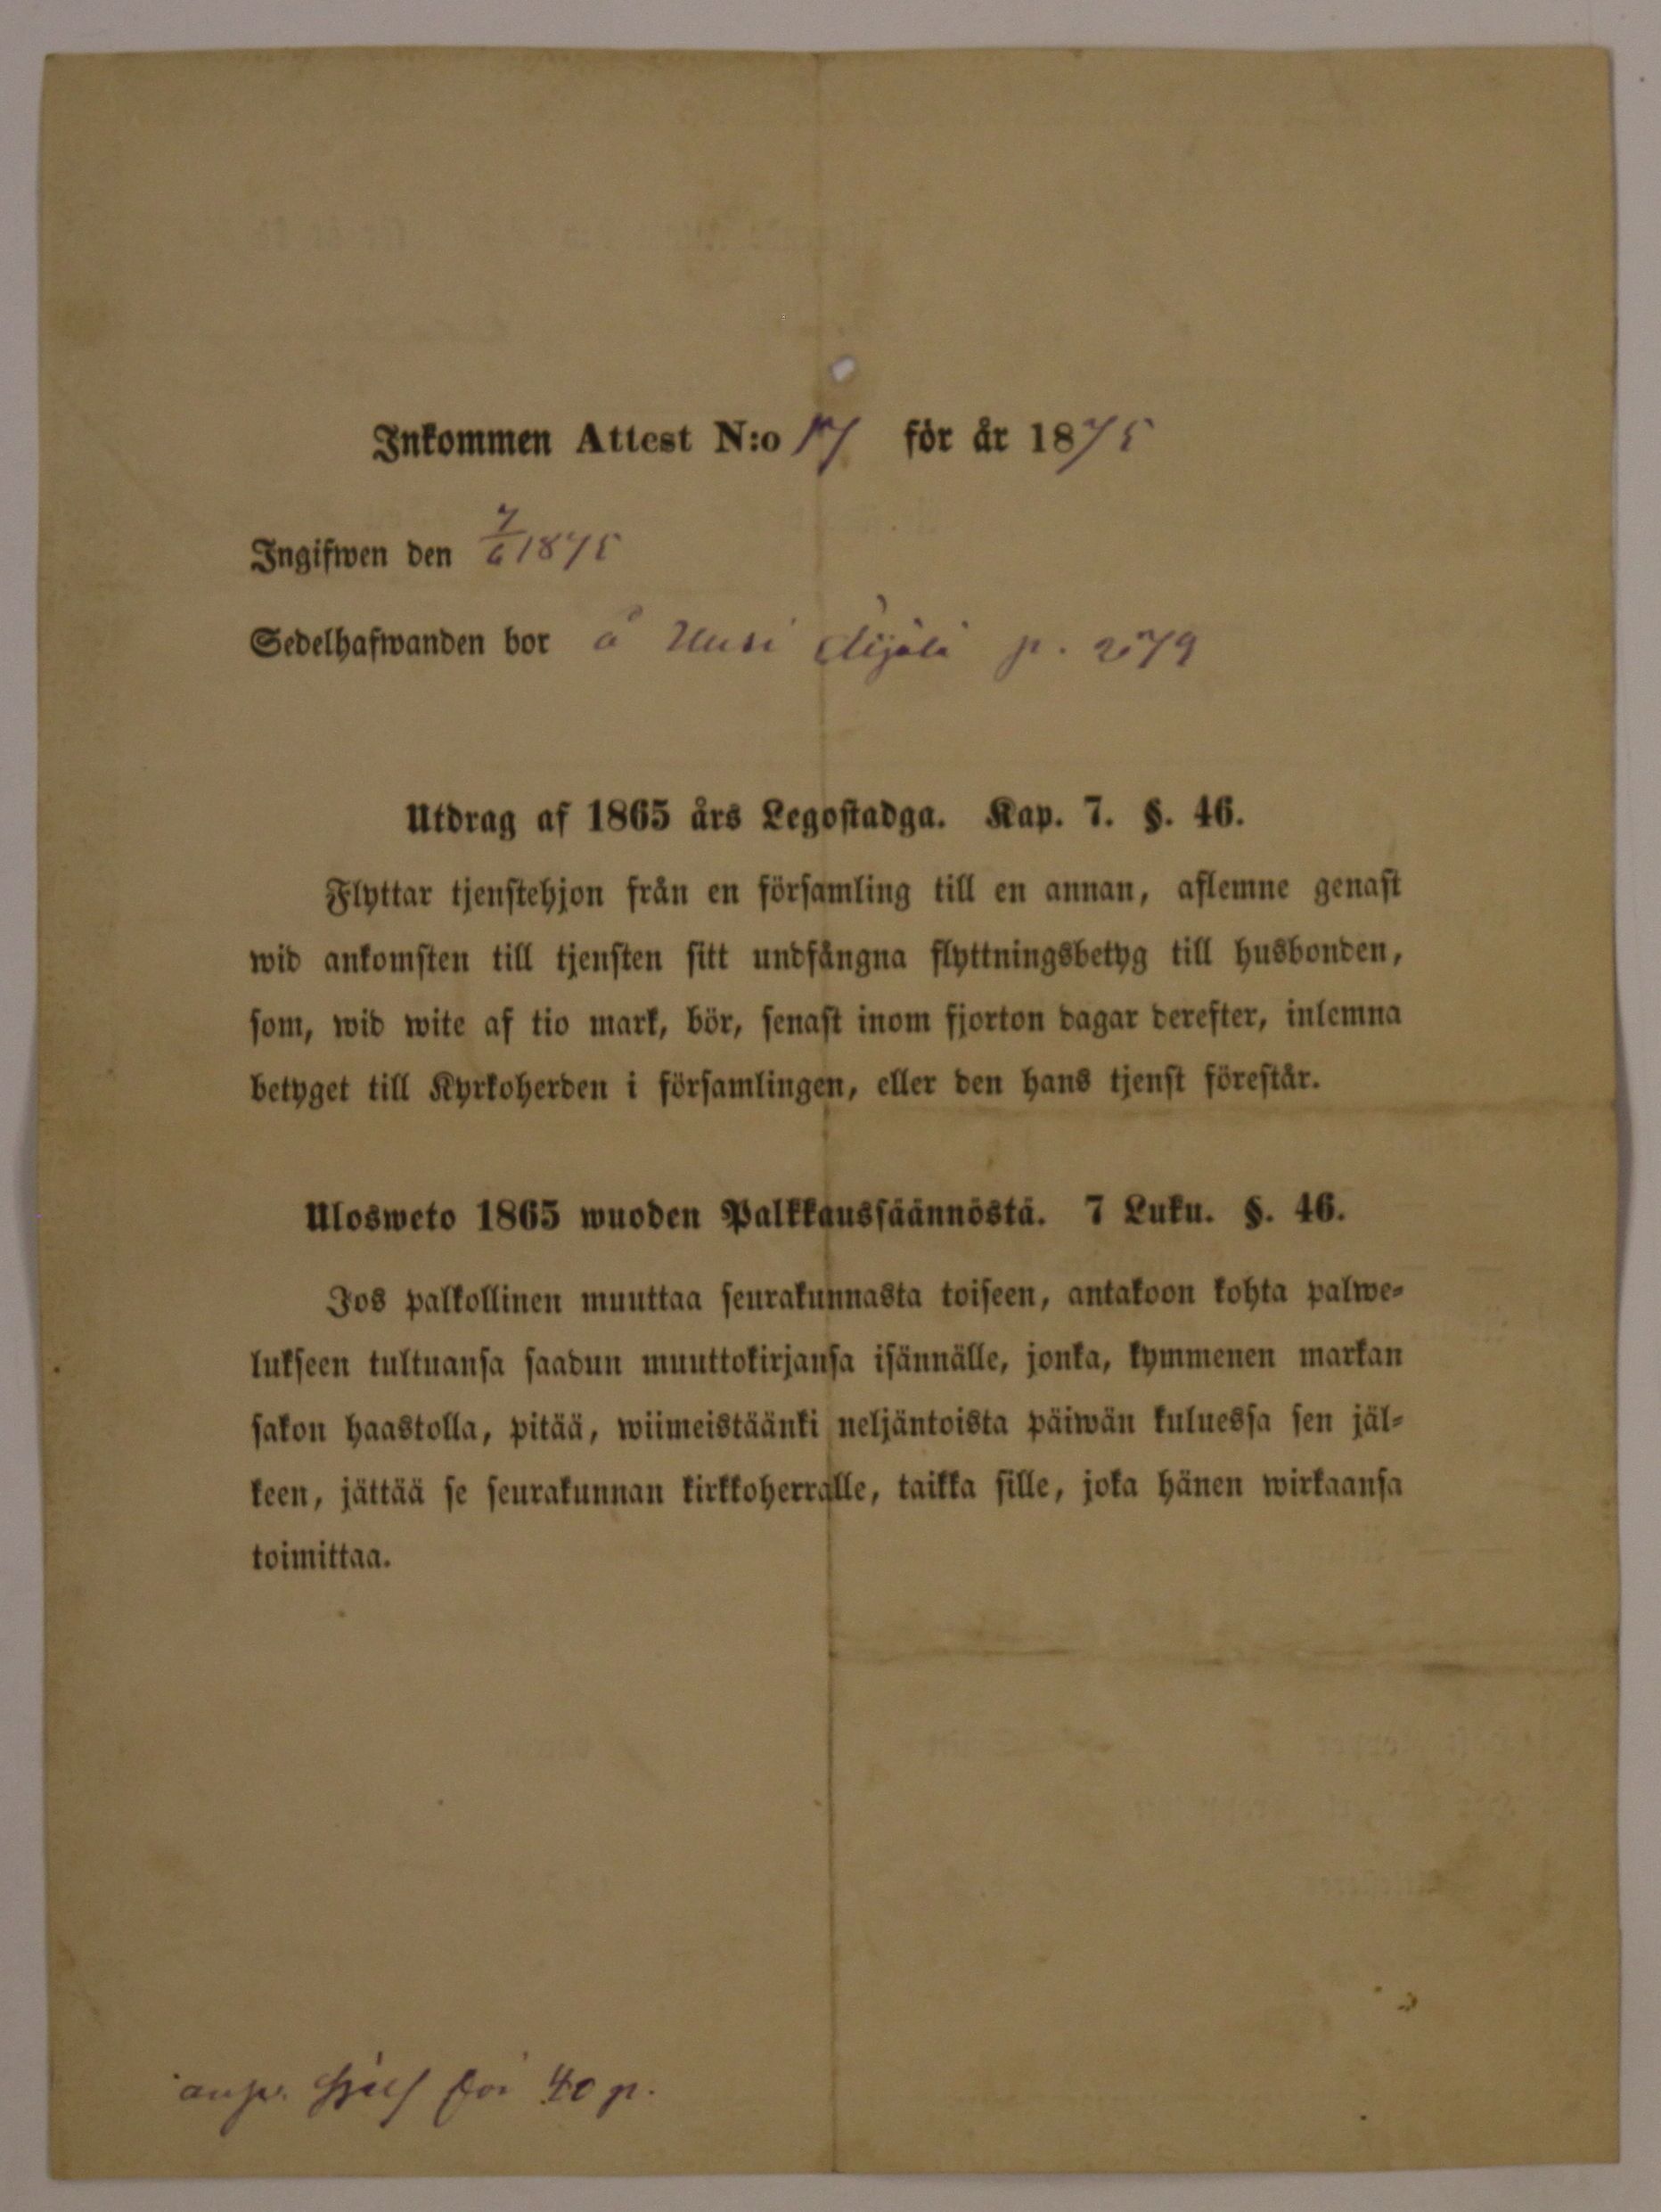 Inkommen Attest N:o 17 för år 1875
Ingifwen den 7/6 1875
Sedelhafwanden bor å Uusi Äijälä p. 279
Utdrag af 1865 års Legostadga. Kap. 7. §. 46.
Flyttar tjenstehjon från en församling till en annan, aflemne genast
wid ankomsten till tjensten sitt undfångna flyttningsbetyg till husbonden,
som, wid wite af tio mark, bör, senast inom fjorton dagar derefter, inlemna
betyget till Kyrkoherden i församlingen, eller den hans tjenst förestår.
Ulosweto 1865 wuoden Palkkaussäännöstä. 7 Luku. §. 46.
Jos palkollinen muuttaa seurakunnasta toiseen, antakoon kohta palwe-
lukseen tultuansa saadun muuttokirjansa isännälle, jonka, kymmenen markan
sakon haastolla, pitää, wiimeistäänki neljäntoista päiwän kuluessa sen jäl-
keen, jättää se seurakunnan kirkkoherralle, taikka sille, joka hänen wirkaansa
toimittaa.
för 40 p.